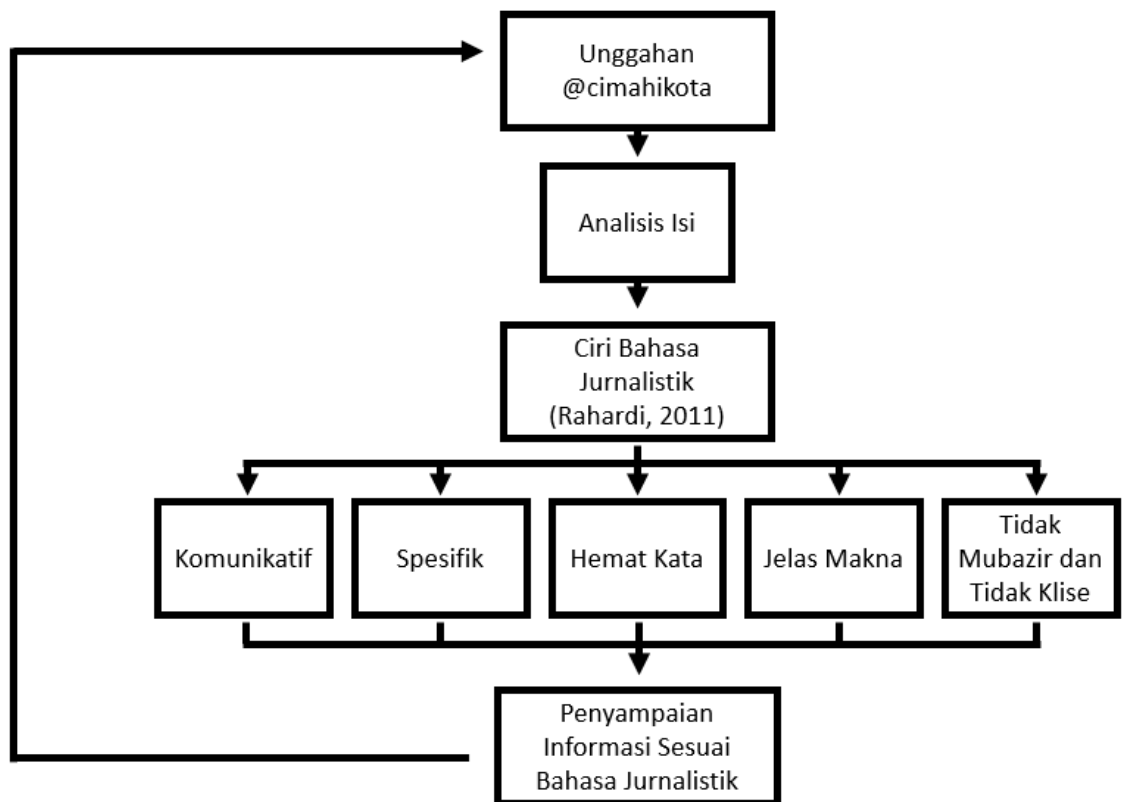 Unggahan
@cimahikota
Analisis Isi
Ciri Bahasa
Jurnalistik
(Rahardi, 2011)
Komunikatif
Spesifik
Hemat Kata
Jelas Makna
Tidak
Mubazir dan
Tidak Klise
Penyampaian
Informasi Sesuai
Bahasa Jurnalistik